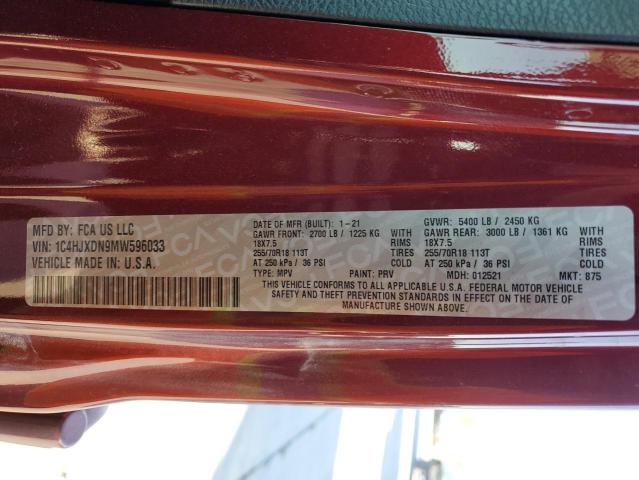 MFD BY: FCA US LLC
VIN: 1C4HJXDN9MW596033
VEHICLE MADE IN: U.S.A.
DATE OF MFR (BUILT): 1-21 GVWR: 5400 LB / 2450 KG
GAWR FRONT: 2700 LB / 1225 KG WITH GAWR REAR: 3000 LB / 1361 KG WITH
18X7.5 RIMS 18X7.5 RIMS
255/70R18 113T TIRES 255/70R18 113T TIRES
AT 250 kPa / 36 PSI COLD AT 250 kPa / 36 PSI COLD
TYPE: MPV PAINT: PRV MDH: 012521 MKT: 875
THIS VEHICLE CONFORMS TO ALL APPLICABLE U.S.A. FEDERAL MOTOR VEHICLE
SAFETY AND THEFT PREVENTION STANDARDS IN EFFECT ON THE DATE OF
MANUFACTURE SHOWN ABOVE.